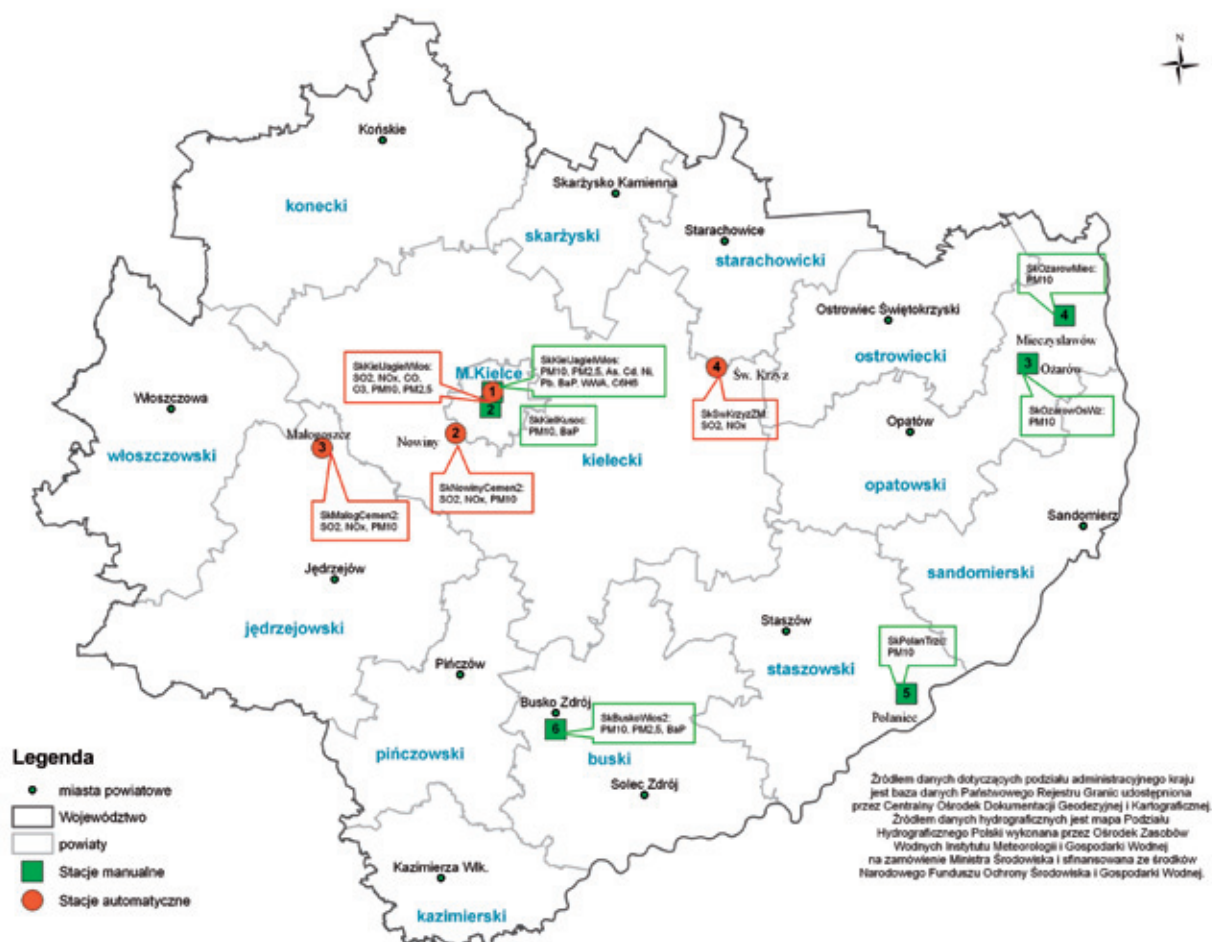 N
Końskie
konecki
Skarżysko Kamienna
skarżyski
Starachowice
starachowicki
SkOzarowMiec:
PM10
4
Mieczysławów
Ostrowiec Świętokrzyski
ostrowiecki
3
Ożarów
SkOzarowOsWz:
PM10
SkKielJagielWlos:
SO2, NOx, CO,
O3, PM10, PM2,5
M.Kielce
SkKielJagielWlos:
PM10, PM2,5, As, Cd, Ni,
Pb, BaP, WWA, C6H6
1
2
SkKielKusoc:
PM10, BaP
4
Św. Krzyż
SkSwKrzyzZM:
SO2, NOx
Włoszczowa
włoszczowski
Małogoszcz
3
SkMalogCemen2:
SO2, NOx, PM10
Nowiny
2
SkNowinyCemen2:
SO2, NOx, PM10
kielecki
Opatów
opatowski
Sandomierz
sandomierski
Jędrzejów
jędrzejowski
Staszów
staszowski
SkPolanTrzc:
PM10
5
Połaniec
Pińczów
pińczowski
Busko Zdrój
6
SkBuskoWlos2:
PM10, PM2,5, BaP
buski
Solec Zdrój
Kazimierza Wlk.
kazimierski
Legenda
miasta powiatowe
Województwo
powiaty
Stacje manualne
Stacje automatyczne
Źródłem danych dotyczących podziału administracyjnego kraju
jest baza danych Państwowego Rejestru Granic udostępniona
przez Centralny Ośrodek Dokumentacji Geodezyjnej i Kartograficznej.
Źródłem danych hydrograficznych jest mapa Podziału
Hydrograficznego Polski wykonana przez Ośrodek Zasobów
Wodnych Instytutu Meteorologii i Gospodarki Wodnej
na zamówienie Ministra Środowiska i sfinansowana ze środków
Narodowego Funduszu Ochrony Środowiska i Gospodarki Wodnej.